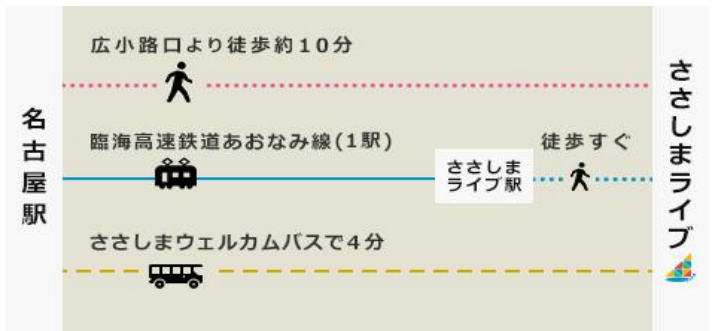 名古屋駅
広小路口より徒歩約10分
臨海高速鉄道あおなみ線(1駅)
ささしま
ライブ駅
徒歩すぐ
ささしまウェルカムバスで4分
ささしまライブ